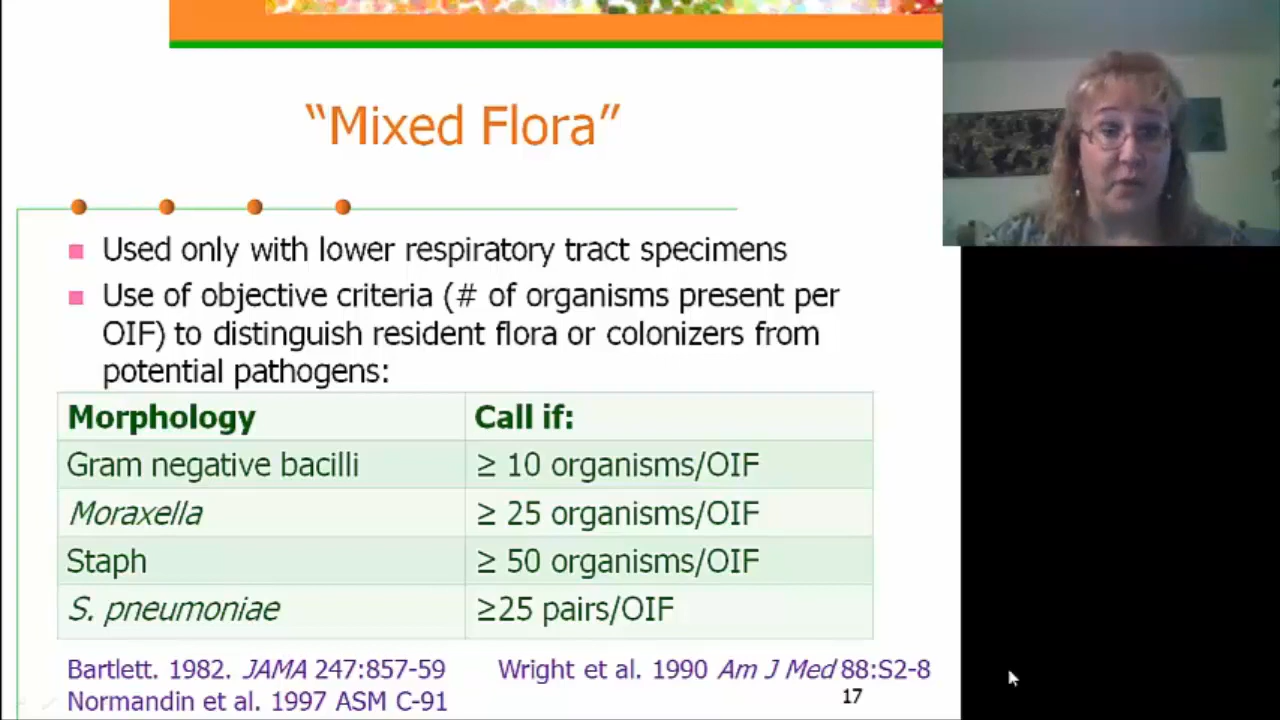 “Mixed Flora”
Used only with lower respiratory tract specimens
Use of objective criteria (# of organisms present per
OIF) to distinguish resident flora or colonizers from
potential pathogens:
Morphology Call if:
Gram negative bacilli ≥ 10 organisms/OIF
Moraxella ≥ 25 organisms/OIF
Staph ≥ 50 organisms/OIF
S. pneumoniae ≥25 pairs/OIF
Bartlett. 1982. JAMA 247:857-59 Wright et al. 1990 Am J Med 88:S2-8
Normandin et al. 1997 ASM C-91
17